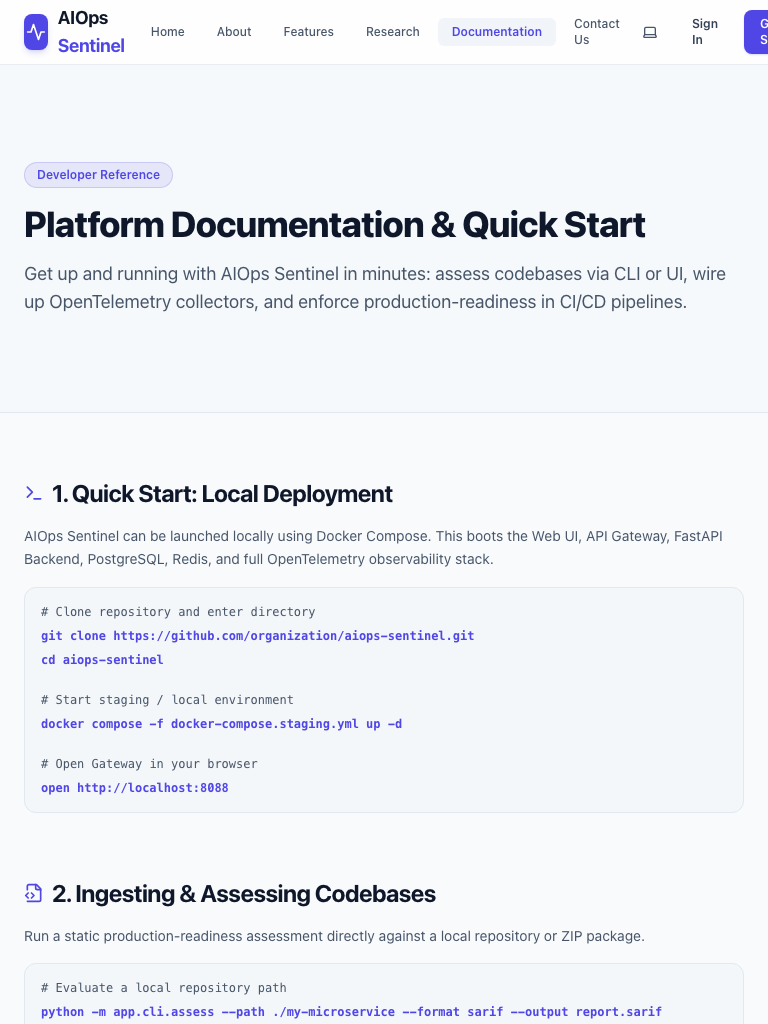 AIOps
Sentinel
Home
About
Features
Research
Documentation
Contact
Us
Sign
In
Developer Reference
Platform Documentation & Quick Start
Get up and running with AIOps Sentinel in minutes: assess codebases via CLI or UI, wire
up OpenTelemetry collectors, and enforce production-readiness in CI/CD pipelines.
1. Quick Start: Local Deployment
AIOps Sentinel can be launched locally using Docker Compose. This boots the Web UI, API Gateway, FastAPI
Backend, PostgreSQL, Redis, and full OpenTelemetry observability stack.
# Clone repository and enter directory
git clone https://github.com/organization/aiops-sentinel.git
cd aiops-sentinel
# Start staging / local environment
docker compose -f docker-compose.staging.yml up -d
# Open Gateway in your browser
open http://localhost:8088
2. Ingesting & Assessing Codebases
Run a static production-readiness assessment directly against a local repository or ZIP package.
# Evaluate a local repository path
python -m app.cli.assess --path ./my-microservice --format sarif --output report.sarif